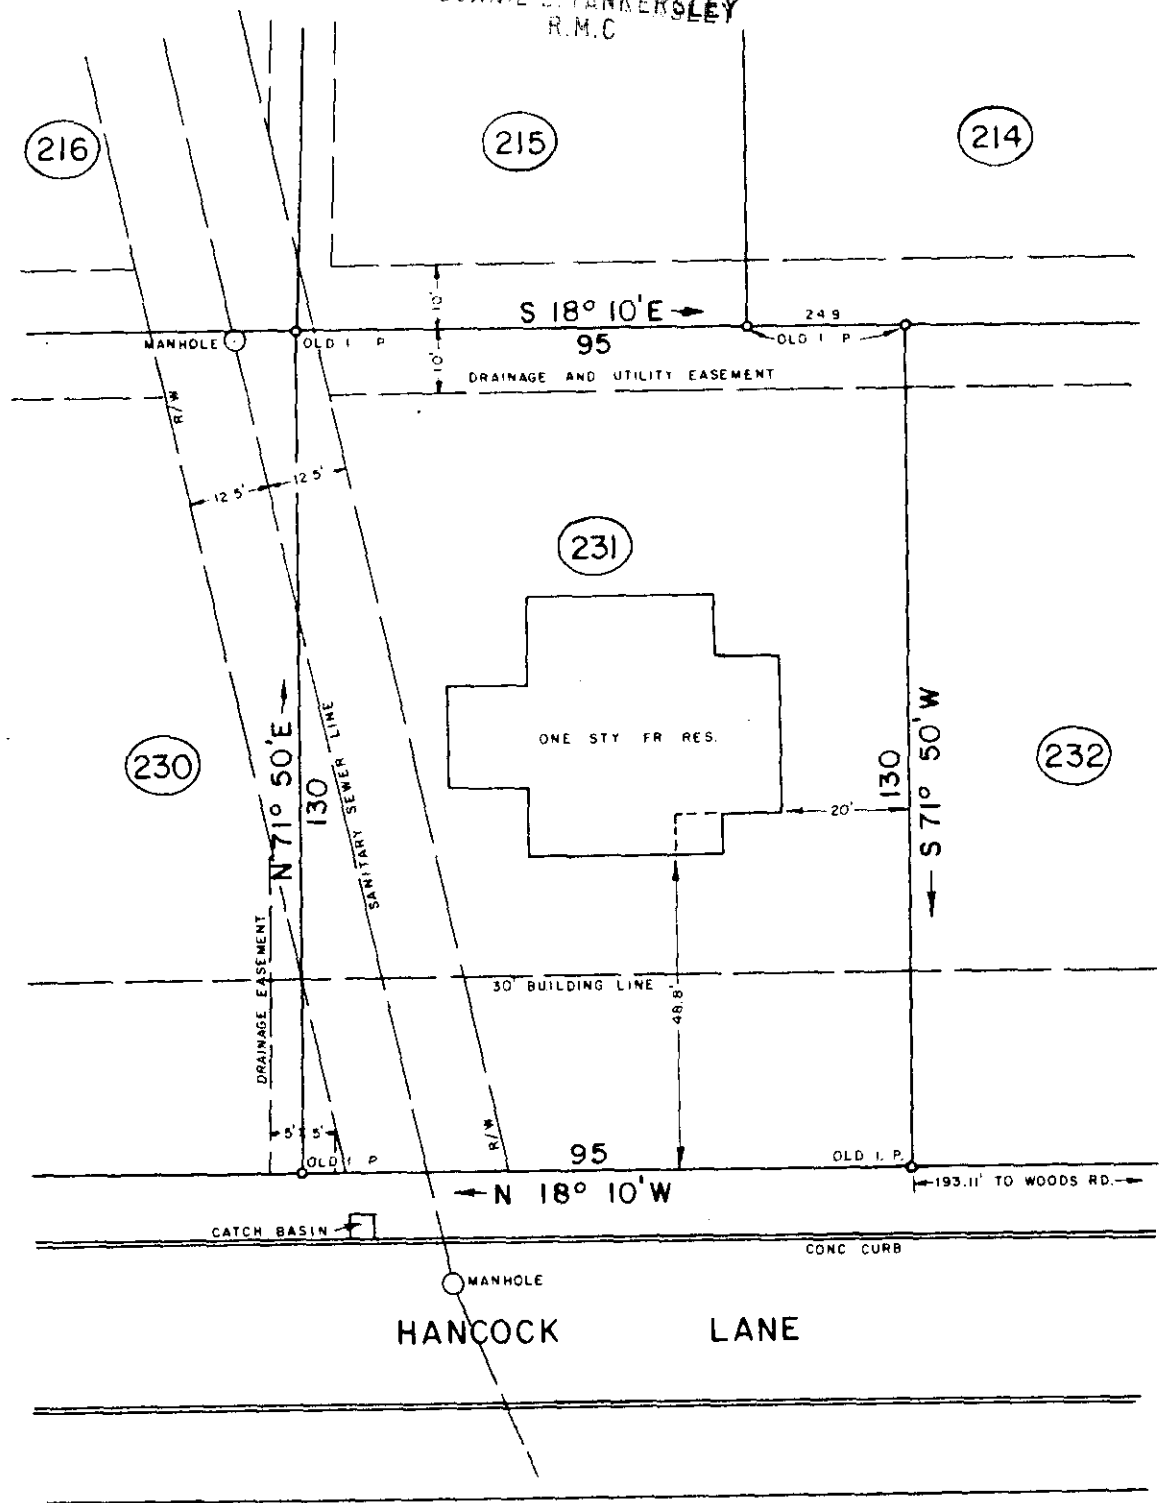 TANKERSLEY
R.M.C
216
215
214
10'
S 18° 10'E
24 9
MANHOLE
OLD I P
95
OLD I P
10'
DRAINAGE AND UTILITY EASEMENT
R/W
12 5'
12 5'
231
ONE STY FR RES.
230
N 71° 50'E
130
SANITARY SEWER LINE
130
S 71° 50'W
232
20'
DRAINAGE EASEMENT
30' BUILDING LINE
48.8'
5'
5'
R/W
OLD I P
95
OLD I. P.
N 18° 10'W
193.11' TO WOODS RD.
CATCH BASIN
CONC CURB
MANHOLE
HANCOCK LANE